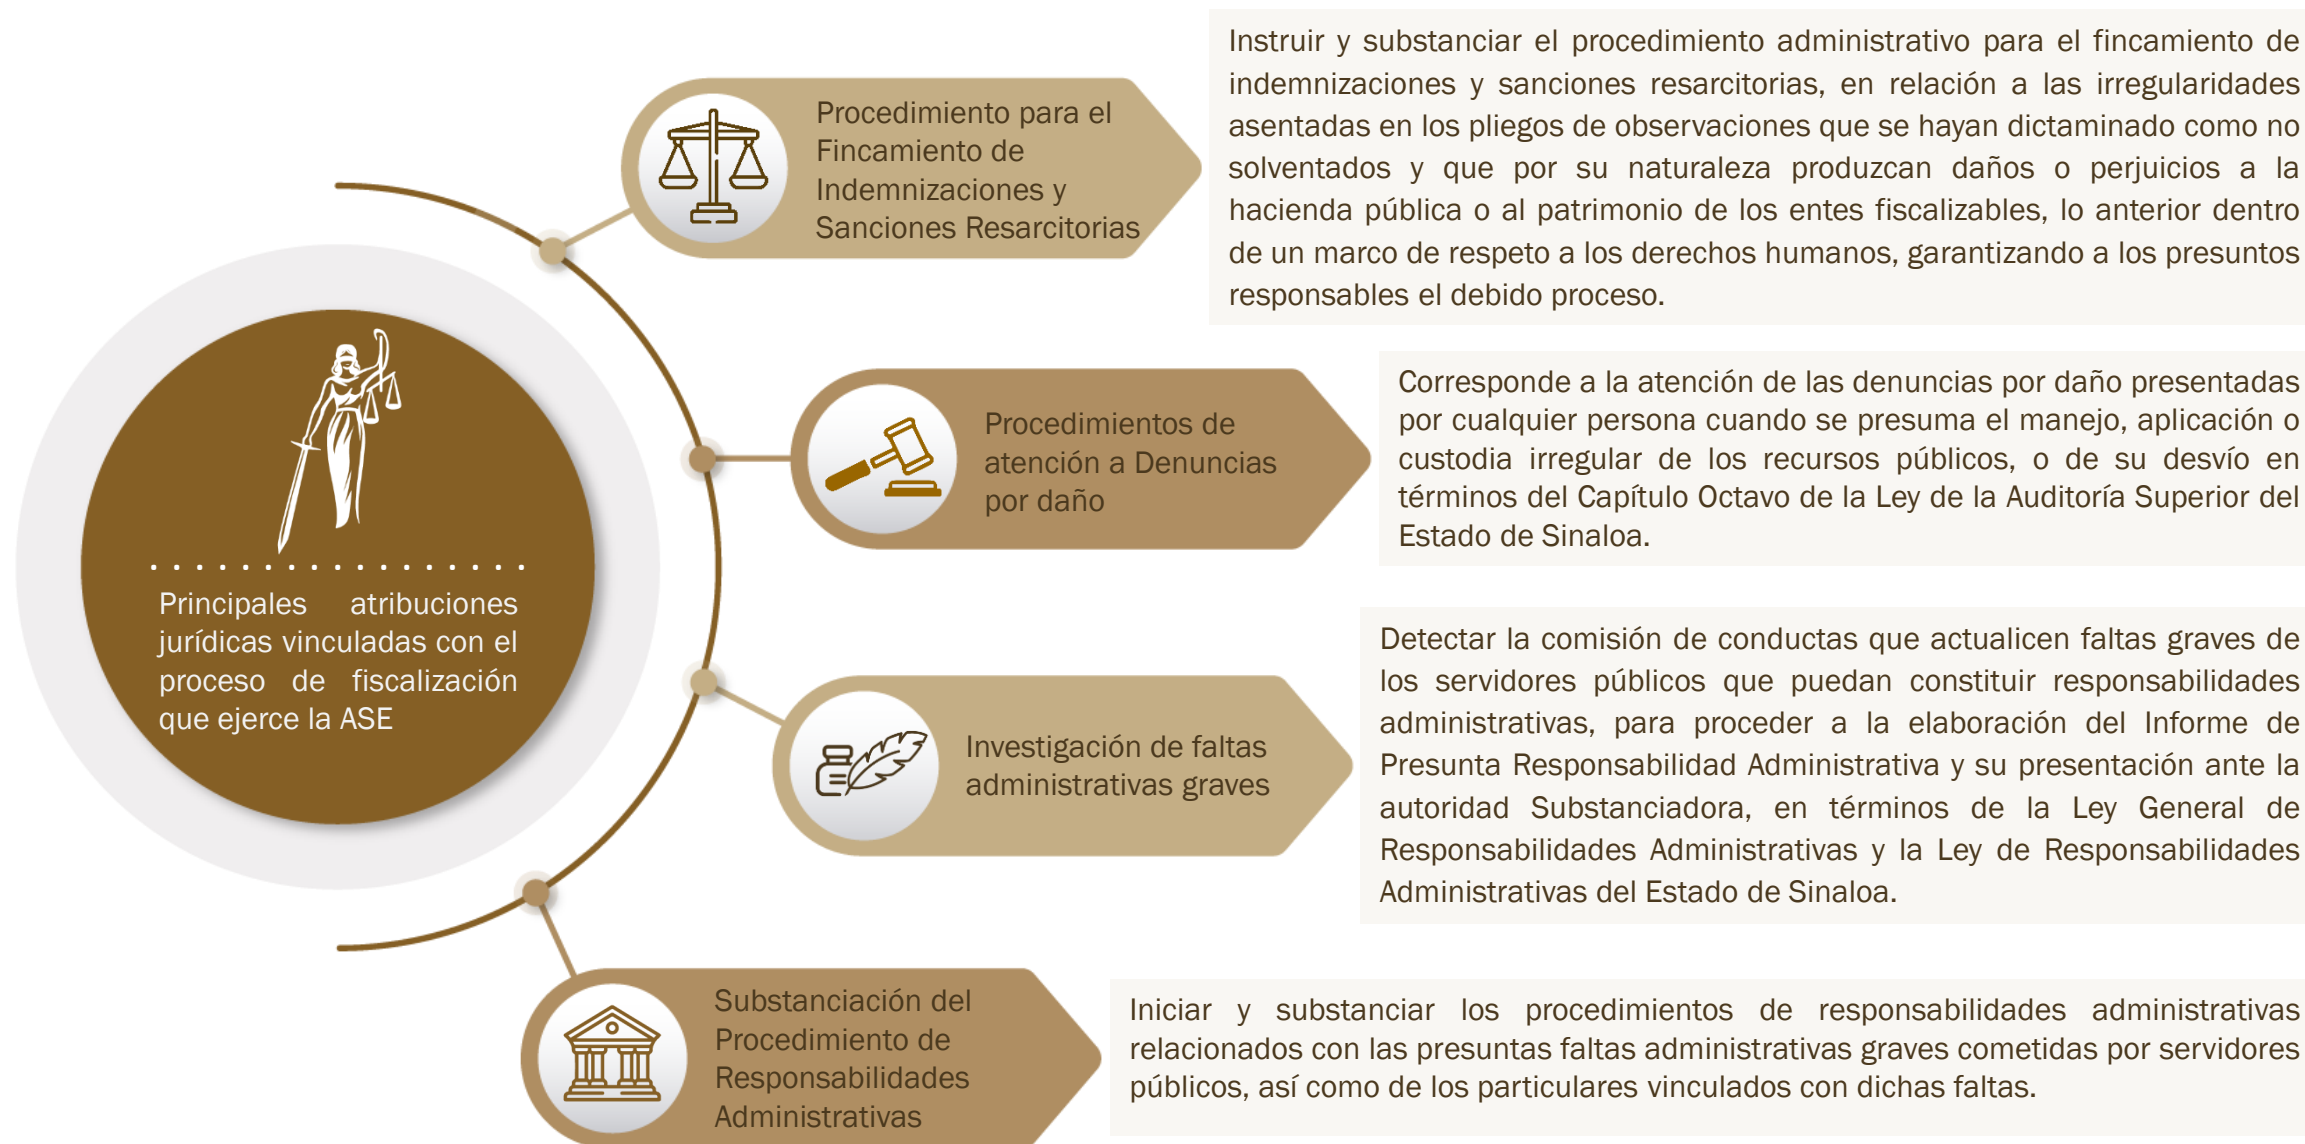 Principales atribuciones
jurídicas vinculadas con el
proceso de fiscalización
que ejerce la ASE
Procedimiento para el
Fincamiento de
Indemnizaciones y
Sanciones Resarcitorias
Instruir y substanciar el procedimiento administrativo para el fincamiento de
indemnizaciones y sanciones resarcitorias, en relación a las irregularidades
asentadas en los pliegos de observaciones que se hayan dictaminado como no
solventados y que por su naturaleza produzcan daños o perjuicios a la
hacienda pública o al patrimonio de los entes fiscalizables, lo anterior dentro
de un marco de respeto a los derechos humanos, garantizando a los presuntos
responsables el debido proceso.
Procedimientos de
atención a Denuncias
por daño
Corresponde a la atención de las denuncias por daño presentadas
por cualquier persona cuando se presuma el manejo, aplicación o
custodia irregular de los recursos públicos, o de su desvío en
términos del Capítulo Octavo de la Ley de la Auditoría Superior del
Estado de Sinaloa.
Investigación de faltas
administrativas graves
Detectar la comisión de conductas que actualicen faltas graves de
los servidores públicos que puedan constituir responsabilidades
administrativas, para proceder a la elaboración del Informe de
Presunta Responsabilidad Administrativa y su presentación ante la
autoridad Substanciadora, en términos de la Ley General de
Responsabilidades Administrativas y la Ley de Responsabilidades
Administrativas del Estado de Sinaloa.
Substanciación del
Procedimiento de
Responsabilidades
Administrativas
Iniciar y substanciar los procedimientos de responsabilidades administrativas
relacionados con las presuntas faltas administrativas graves cometidas por servidores
públicos, así como de los particulares vinculados con dichas faltas.